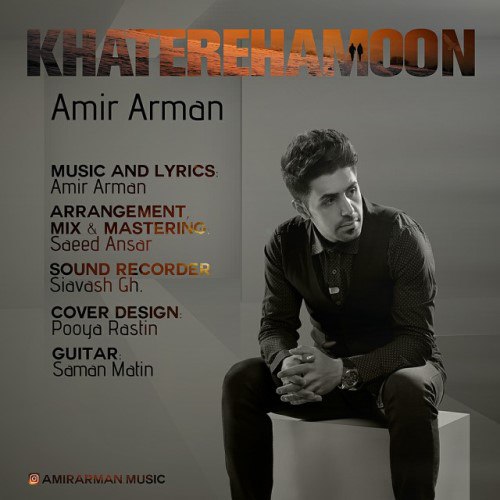 KHATEREHAMOON
Amir Arman
MUSIC AND LYRICS:
Amir Arman
ARRANGEMENT,
MIX & MASTERING:
Saeed Ansar
SOUND RECORDER
Siavash Gh.
COVER DESIGN:
Pooya Rastin
GUITAR:
Saman Matin
AMIRARMAN MUSIC